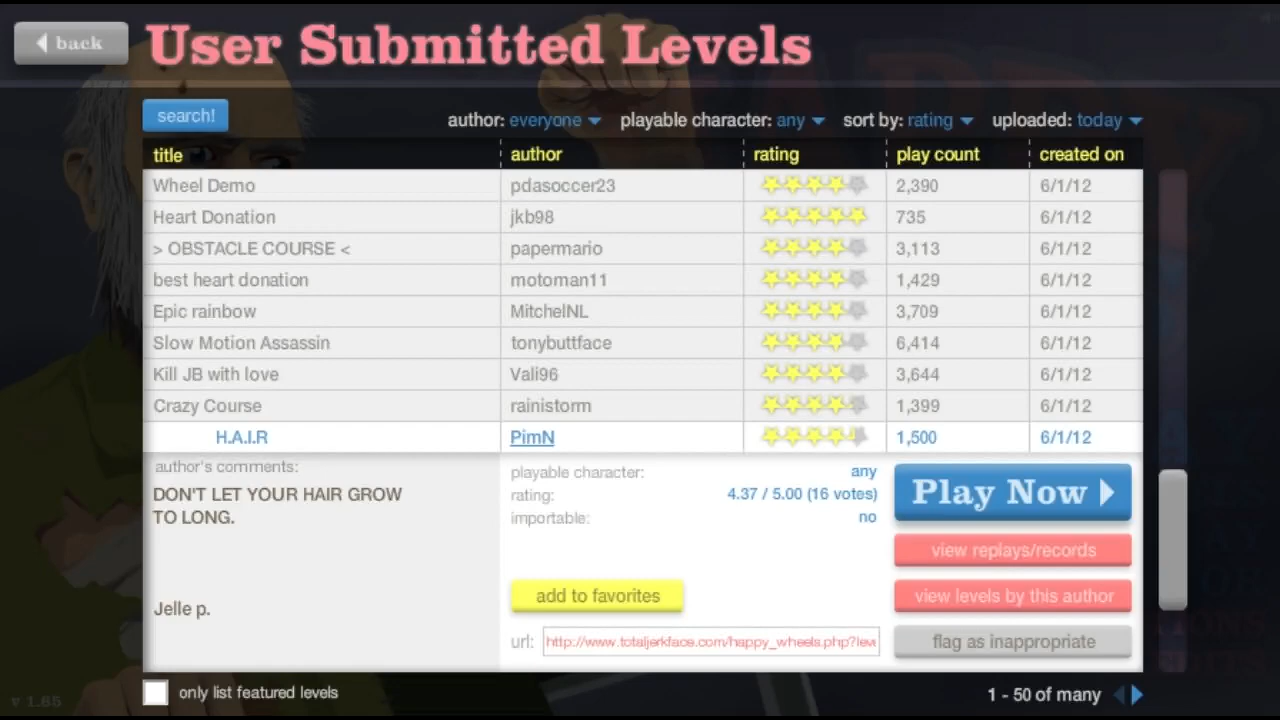 back
User Submitted Levels
search!
author: everyone playable character: any sort by: rating uploaded: today
title author rating play count created on
Wheel Demo pdasoccer23 2,390 6/1/12
Heart Donation jkb98 735 6/1/12
> OBSTACLE COURSE < papermario 3,113 6/1/12
best heart donation motoman11 1,429 6/1/12
Epic rainbow MitchelNL 3,709 6/1/12
Slow Motion Assassin tonybuttface 6,414 6/1/12
Kill JB with love Vali96 3,644 6/1/12
Crazy Course rainistorm 1,399 6/1/12
H.A.I.R PimN 1,500 6/1/12
author's comments:
DON'T LET YOUR HAIR GROW
TO LONG.
Jelle p.
playable character: any
rating: 4.37 / 5.00 (16 votes)
importable: no
add to favorites
url: http://www.totaljerkface.com/happy_wheels.php?lev
Play Now
view replays/records
view levels by this author
flag as inappropriate
v 1.65
only list featured levels
1 - 50 of many